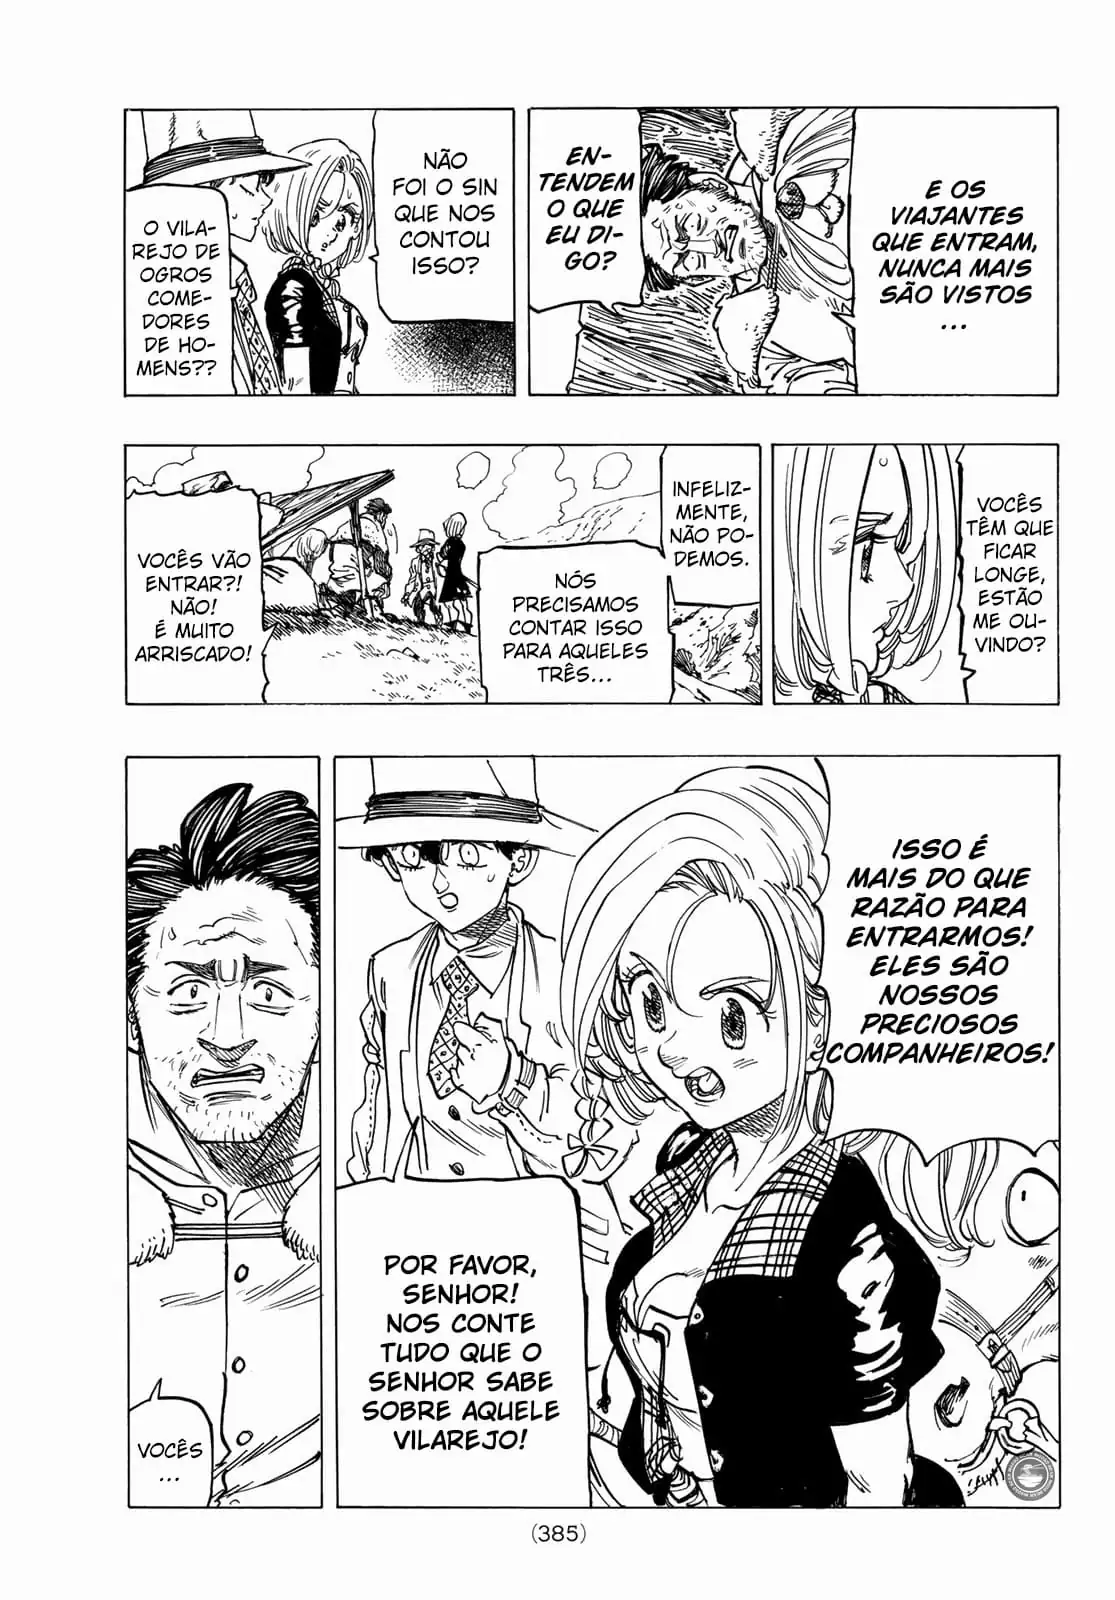 E OS
VIAJANTES
QUE ENTRAM,
NUNCA MAIS
SÃO VISTOS
...
EN-
TENDEM
O QUE
EU DI-
GO?
NÃO
FOI O SIN
QUE NOS
CONTOU
ISSO?
O VILA-
REJO DE
OGROS
COME-
DORES
DE HO-
MENS??
VOCÊS
TÊM QUE
FICAR
LONGE,
ESTÃO
ME OU-
VINDO?
INFELIZ-
MENTE,
NÃO PO-
DEMOS.
NÓS
PRECISAMOS
CONTAR ISSO
PARA AQUELES
TRÊS...
VOCÊS VÃO
ENTRAR?!
NÃO!
É MUITO
ARRISCADO!
ISSO É
MAIS DO QUE
RAZÃO PARA
ENTRARMOS!
ELES SÃO
NOSSOS
PRECIOSOS
COMPANHEIROS!
POR FAVOR,
SENHOR!
NOS CONTE
TUDO QUE O
SENHOR SABE
SOBRE AQUELE
VILAREJO!
VOCÊS
...
(385)